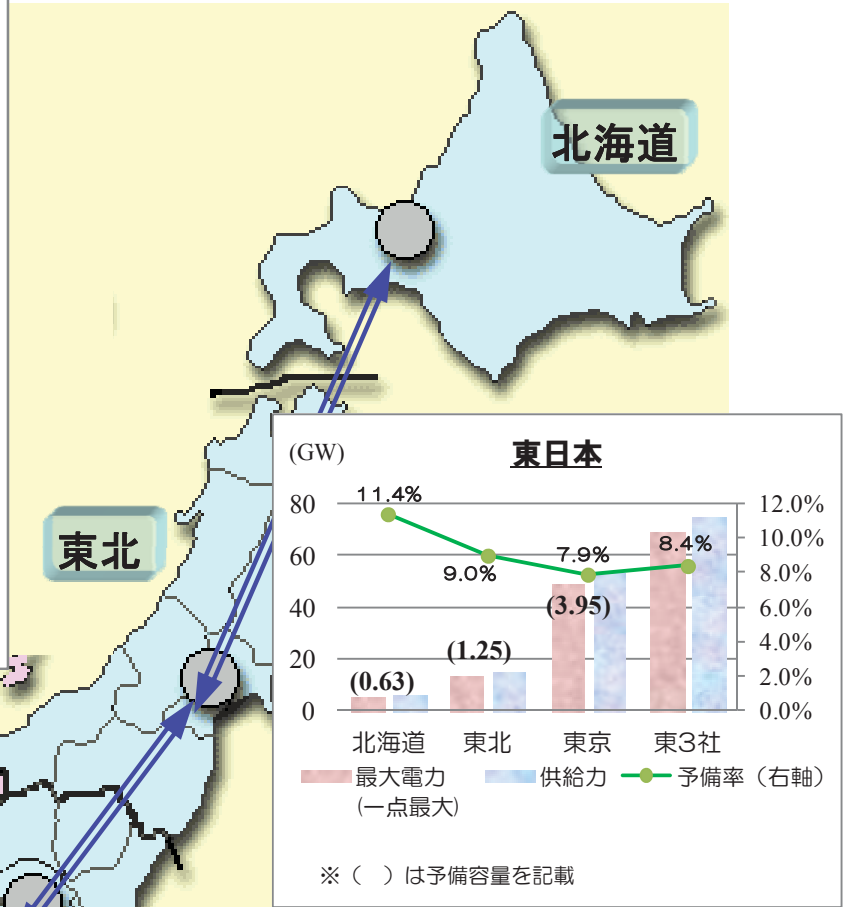 北海道
東北
(GW)
東日本
80
60
40
20
0
12.0%
10.0%
8.0%
6.0%
4.0%
2.0%
0.0%
11.4%
9.0%
7.9%
8.4%
(0.63)
(1.25)
(3.95)
北海道 東北 東京 東3社
最大電力 供給力 予備率（右軸）
(一点最大)
※（ ）は予備容量を記載